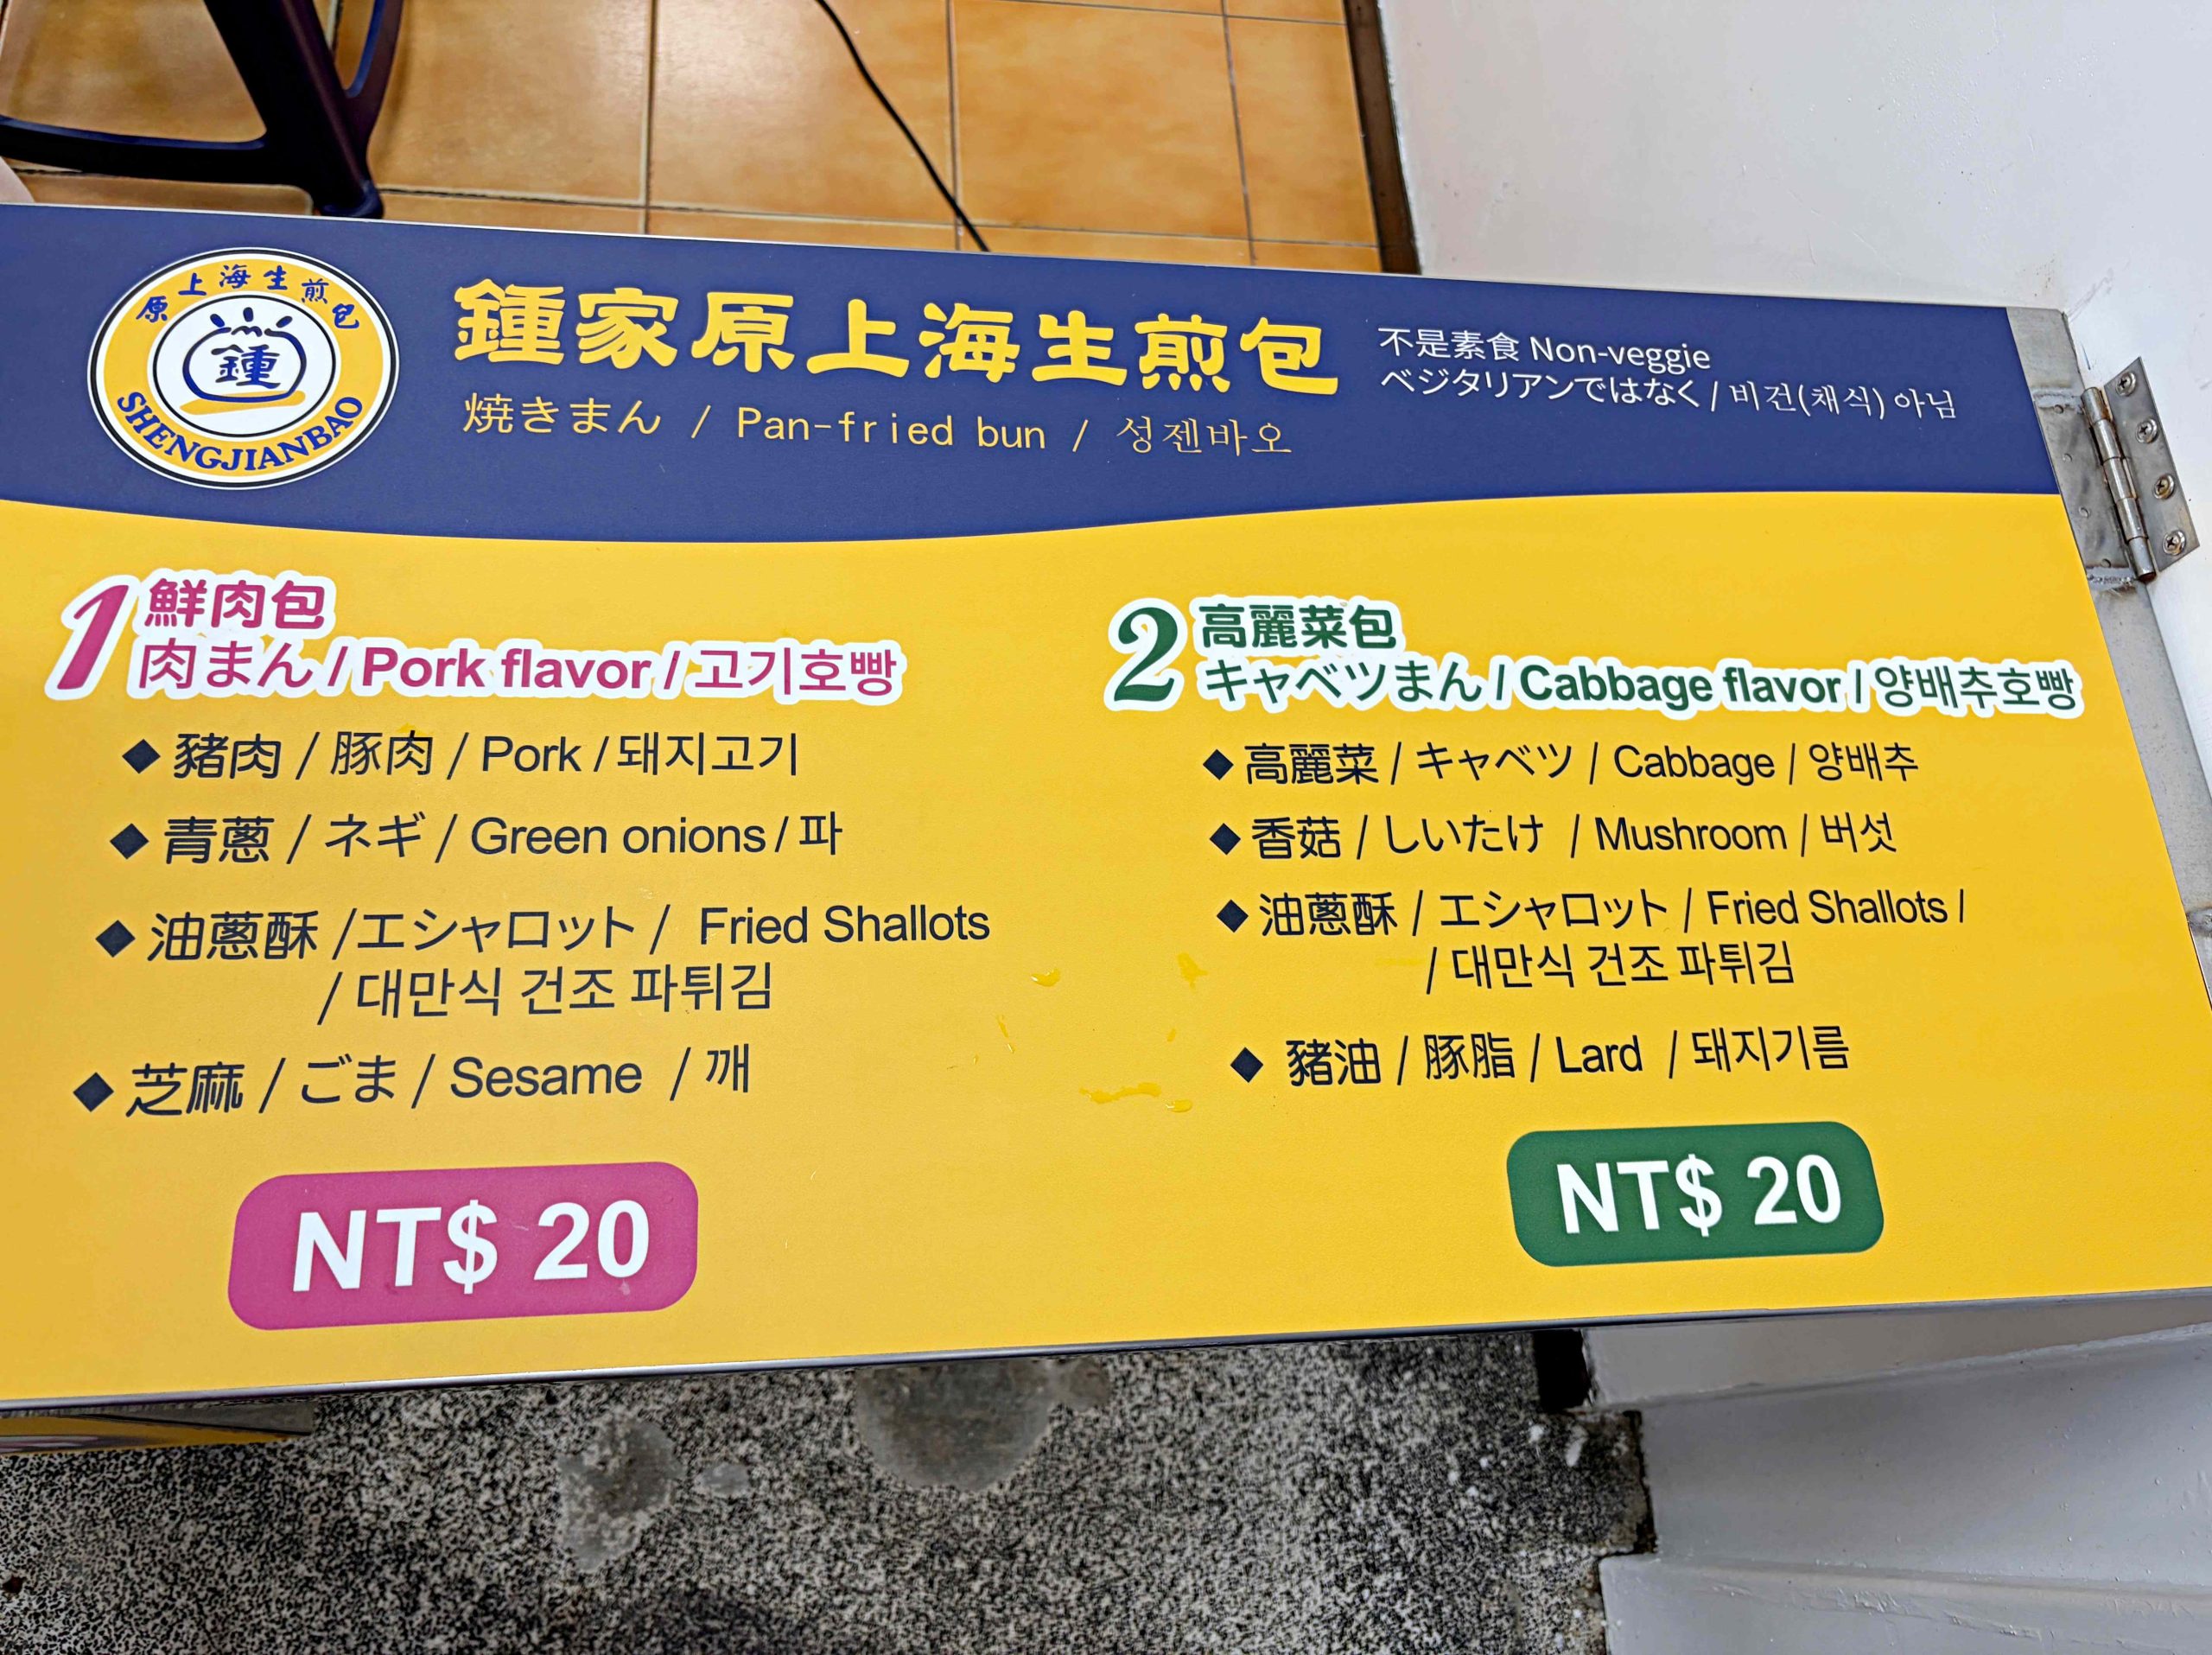 原上海生煎包
鍾
SHENGJIANBAO
鍾家原上海生煎包
焼きまん / Pan-fried bun / 성젠바오
不是素食 Non-veggie
ベジタリアンではなく / 비건(채식) 아님
1 鮮肉包
肉まん / Pork flavor / 고기호빵
◆ 豬肉 / 豚肉 / Pork / 돼지고기
◆ 青蔥 / ネギ / Green onions / 파
◆ 油蔥酥 / エシャロット / Fried Shallots
/ 대만식 건조 파튀김
◆ 芝麻 / ごま / Sesame / 깨
NT$ 20
2 高麗菜包
キャベツまん / Cabbage flavor / 양배추호빵
◆ 高麗菜 / キャベツ / Cabbage / 양배추
◆ 香菇 / しいたけ / Mushroom / 버섯
◆ 油蔥酥 / エシャロット / Fried Shallots /
/ 대만식 건조 파튀김
◆ 豬油 / 豚脂 / Lard / 돼지기름
NT$ 20